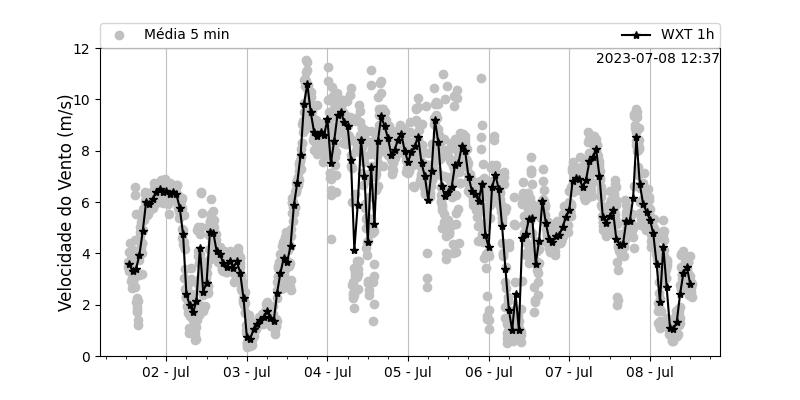 Média 5 min
WXT 1h
2023-07-08 12:37
Velocidade do Vento (m/s)
12
10
8
6
4
2
0
02 - Jul
03 - Jul
04 - Jul
05 - Jul
06 - Jul
07 - Jul
08 - Jul